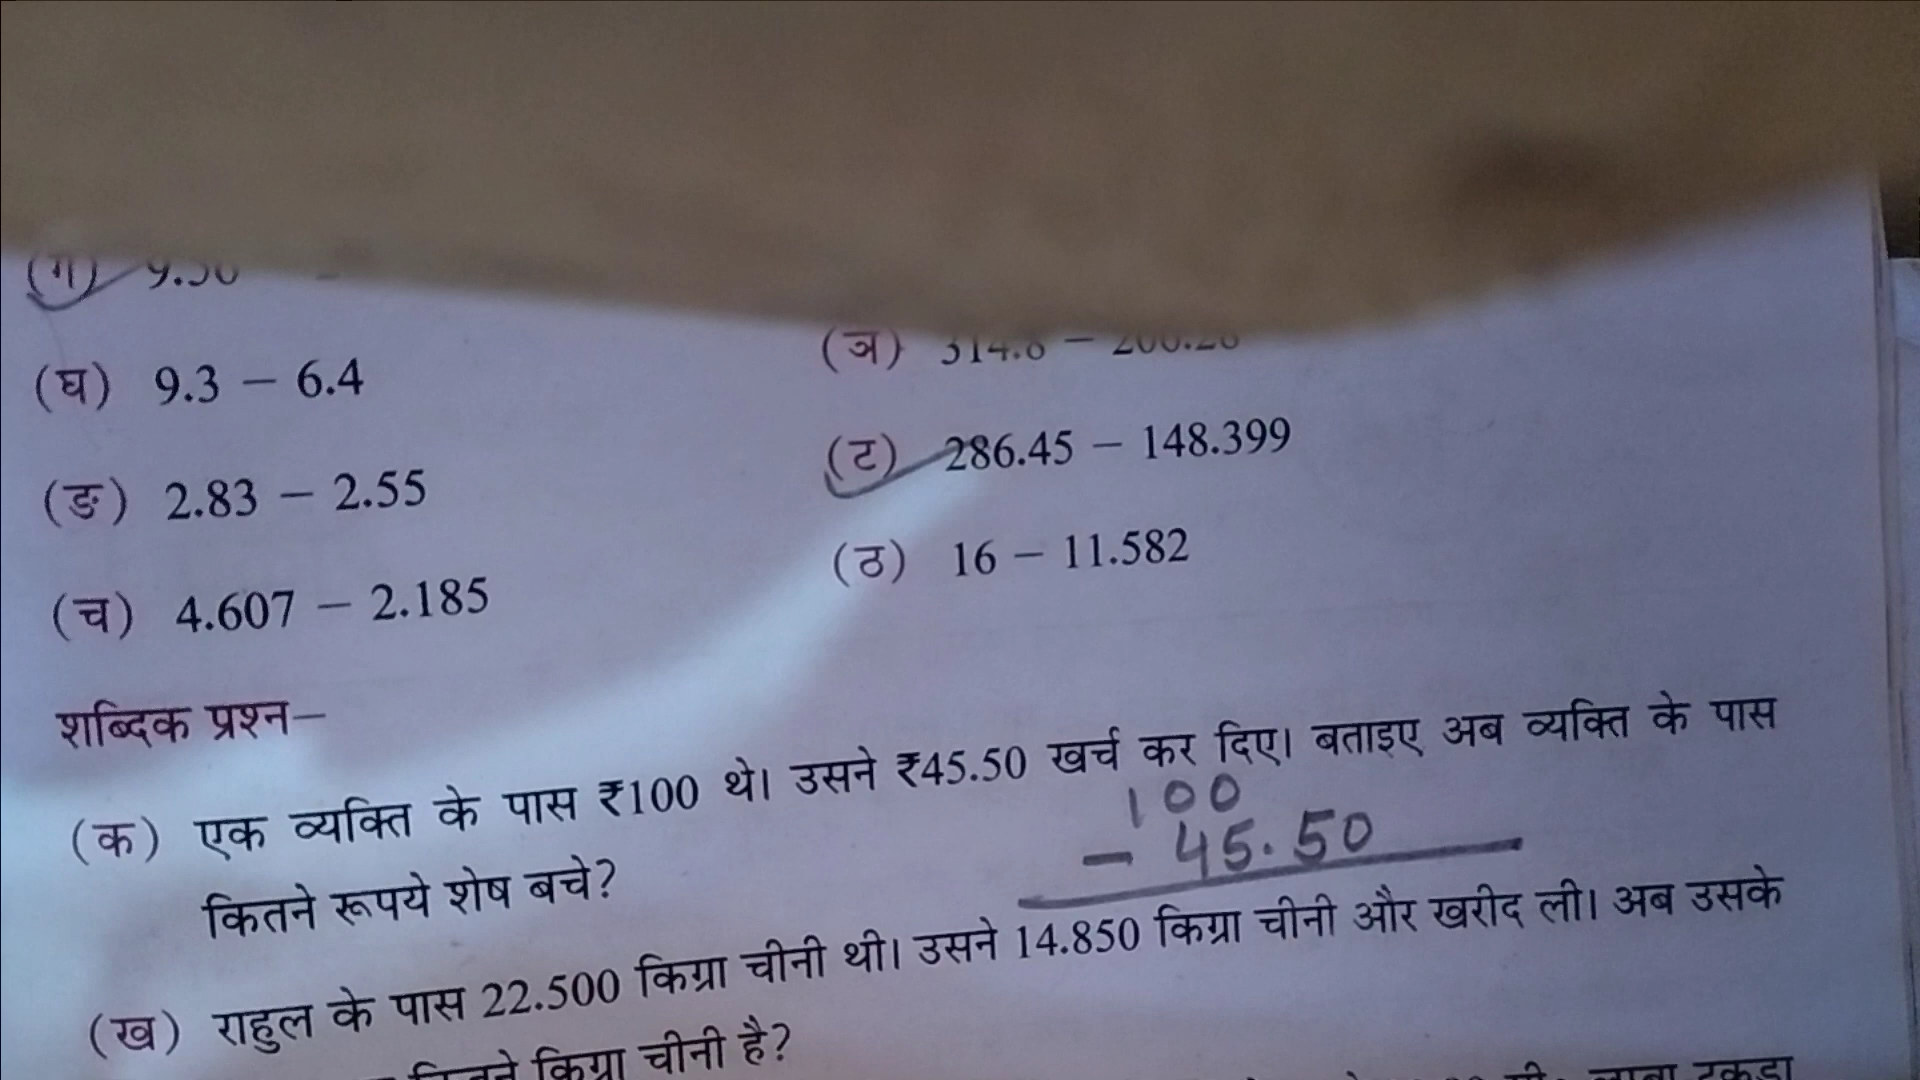 (ग)
(घ) 9.3 – 6.4
(ङ) 2.83 – 2.55
(च) 4.607 – 2.185
(ञ) 314.8 –
(ट) 286.45 – 148.399
(ठ) 16 – 11.582
शब्दिक प्रश्न–
(क) एक व्यक्ति के पास ₹100 थे। उसने ₹45.50 खर्च कर दिए। बताइए अब व्यक्ति के पास
कितने रूपये शेष बचे?
100
– 45.50
(ख) राहुल के पास 22.500 किग्रा चीनी थी। उसने 14.850 किग्रा चीनी और खरीद ली। अब उसके
किग्रा चीनी है?